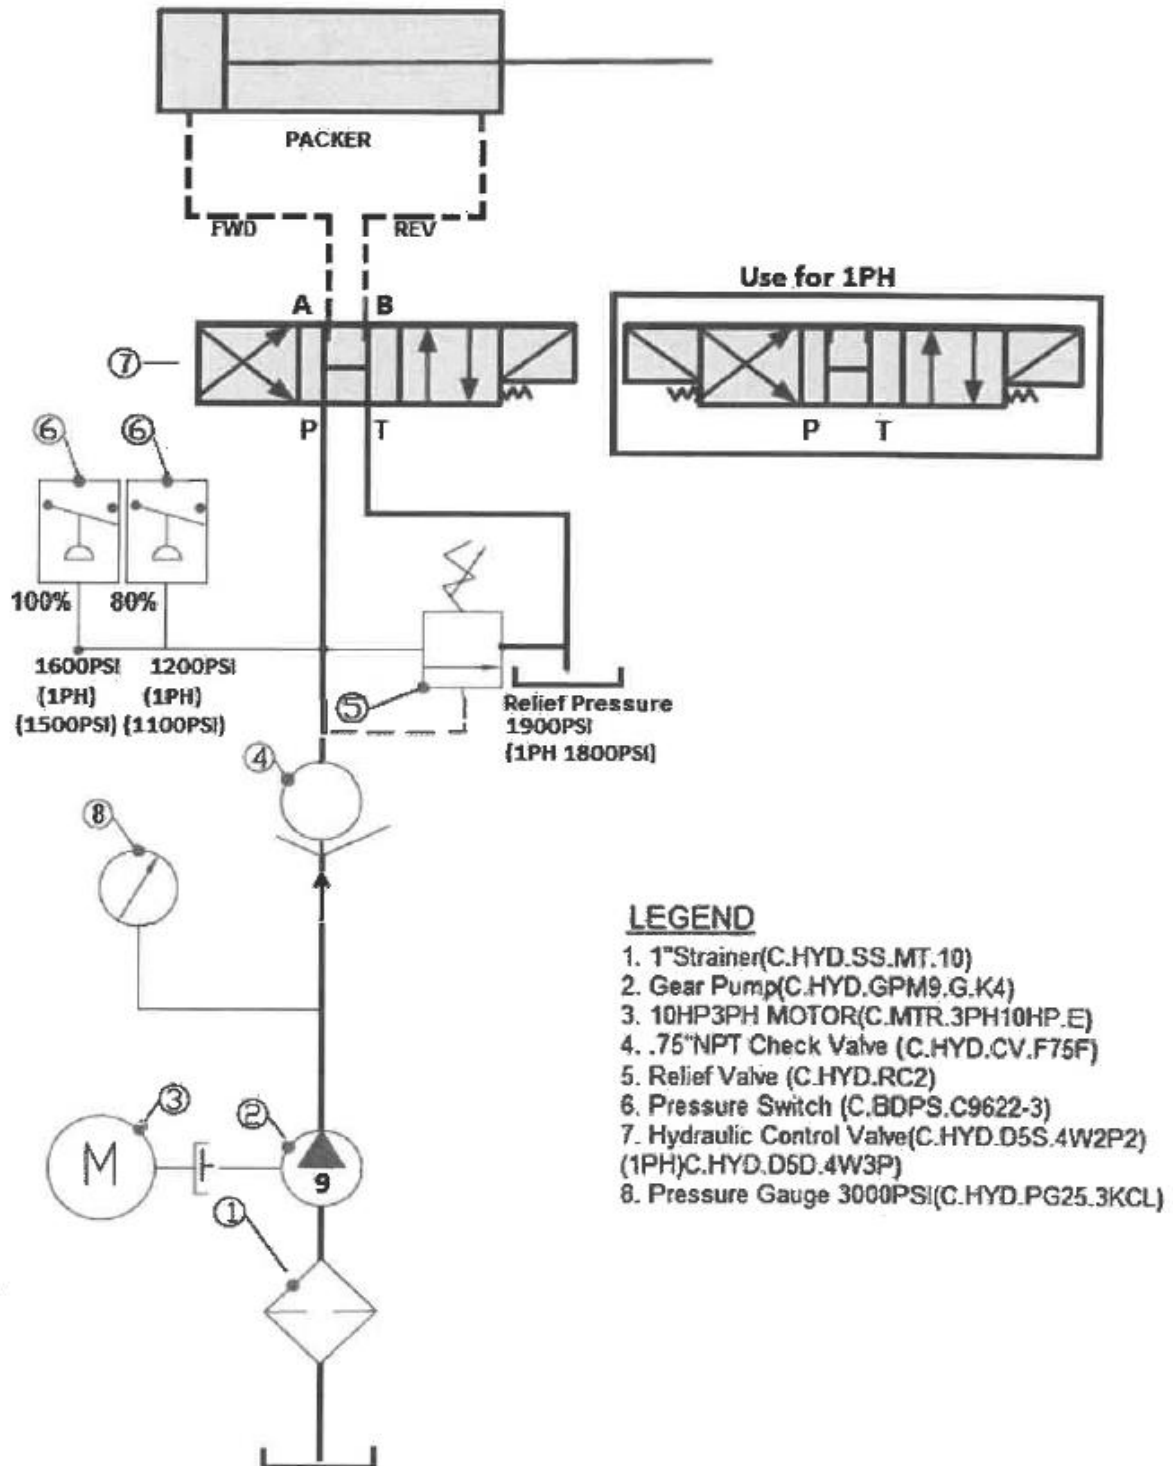 PACKER
FWD
REV
Use for 1PH
A B
7
P T
P T
6 6
100% 80%
1600PSI 1200PSI
(1PH) (1PH)
(1500PSI) (1100PSI)
5
Relief Pressure
1900PSI
(1PH 1800PSI)
4
8
LEGEND
1. 1"Strainer(C.HYD.SS.MT.10)
2. Gear Pump(C.HYD.GPM9.G.K4)
3. 10HP3PH MOTOR(C.MTR.3PH10HP.E)
4. .75"NPT Check Valve (C.HYD.CV.F75F)
5. Relief Valve (C.HYD.RC2)
6. Pressure Switch (C.BDPS.C9622-3)
7. Hydraulic Control Valve(C.HYD.D5S.4W2P2)
(1PH)C.HYD.D5D.4W3P)
8. Pressure Gauge 3000PSI(C.HYD.PG25.3KCL)
3
2
M
9
1